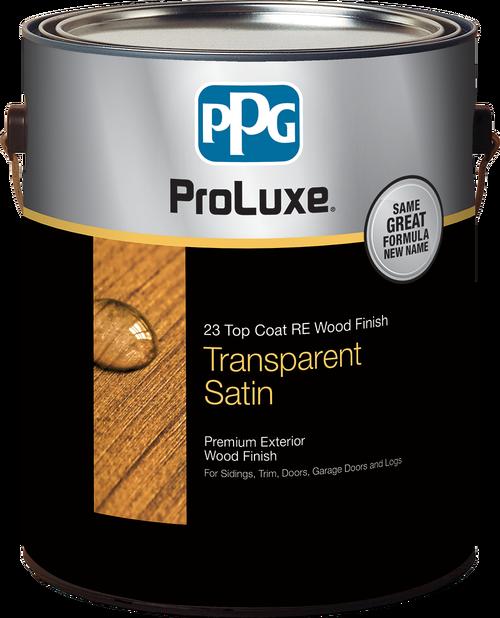 PPG
ProLuxe®
SAME
GREAT
FORMULA
NEW NAME
23 Top Coat RE Wood Finish
Transparent
Satin
Premium Exterior
Wood Finish
For Sidings, Trim, Doors, Garage Doors and Logs